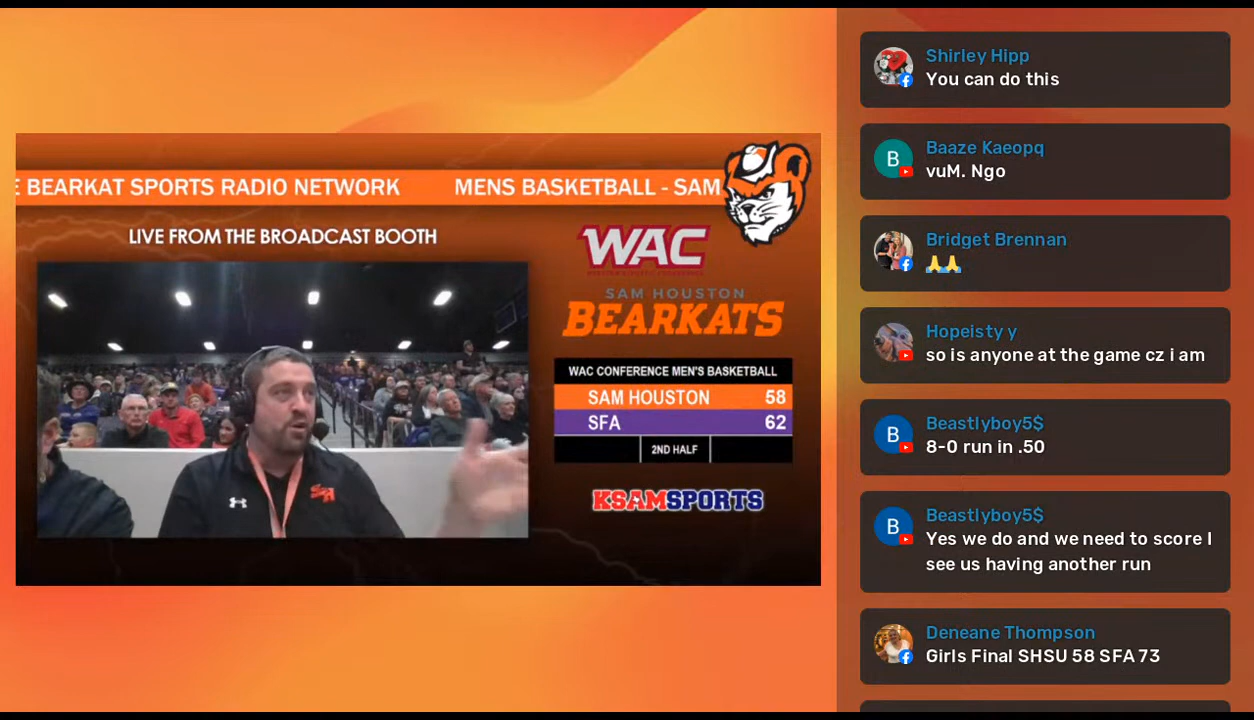 E BEARKAT SPORTS RADIO NETWORK MENS BASKETBALL - SAM
LIVE FROM THE BROADCAST BOOTH
WAC
SAM HOUSTON
BEARKATS
WAC CONFERENCE MEN'S BASKETBALL
SAM HOUSTON 58
SFA 62
2ND HALF
KSAMSPORTS
SH
Shirley Hipp
You can do this
B
Baaze Kaeopq
vuM. Ngo
Bridget Brennan
🙏🙏
Hopeisty y
so is anyone at the game cz i am
B
Beastlyboy5$
8-0 run in .50
B
Beastlyboy5$
Yes we do and we need to score I
see us having another run
Deneane Thompson
Girls Final SHSU 58 SFA 73